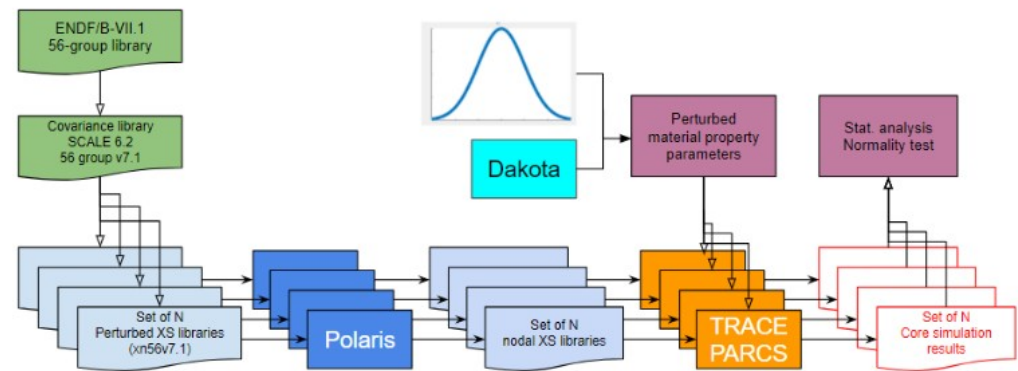 ENDF/B-VII.1
56-group library
Covariance library
SCALE 6.2
56 group v7.1
Dakota
Perturbed
material property
parameters
Stat. analysis
Normality test
Set of N
Perturbed XS libraries
(xn56v7.1)
Polaris
Set of N
nodal XS libraries
TRACE
PARCS
Set of N
Core simulation
results